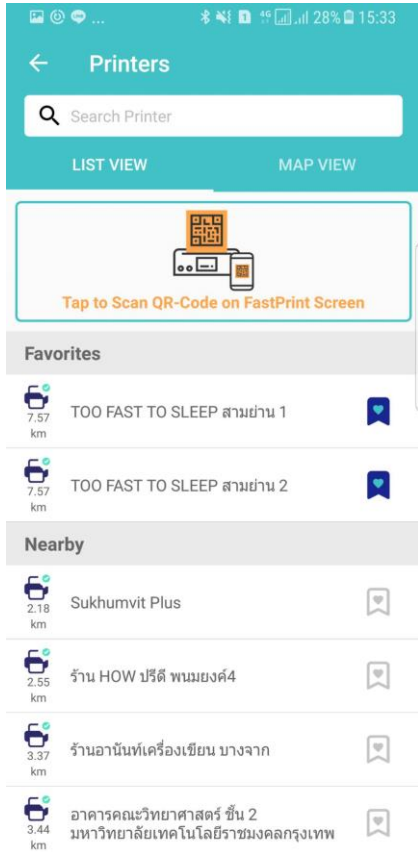 ... 4G 28% 15:33
Printers
Search Printer
LIST VIEW
MAP VIEW
Tap to Scan QR-Code on FastPrint Screen
Favorites
7.57
km
TOO FAST TO SLEEP สามย่าน 1
7.57
km
TOO FAST TO SLEEP สามย่าน 2
Nearby
2.18
km
Sukhumvit Plus
2.55
km
ร้าน HOW ปรีดี พนมยงค์4
3.37
km
ร้านอานันท์เครื่องเขียน บางจาก
3.44
km
อาคารคณะวิทยาศาสตร์ ชั้น 2
มหาวิทยาลัยเทคโนโลยีราชมงคลกรุงเทพ